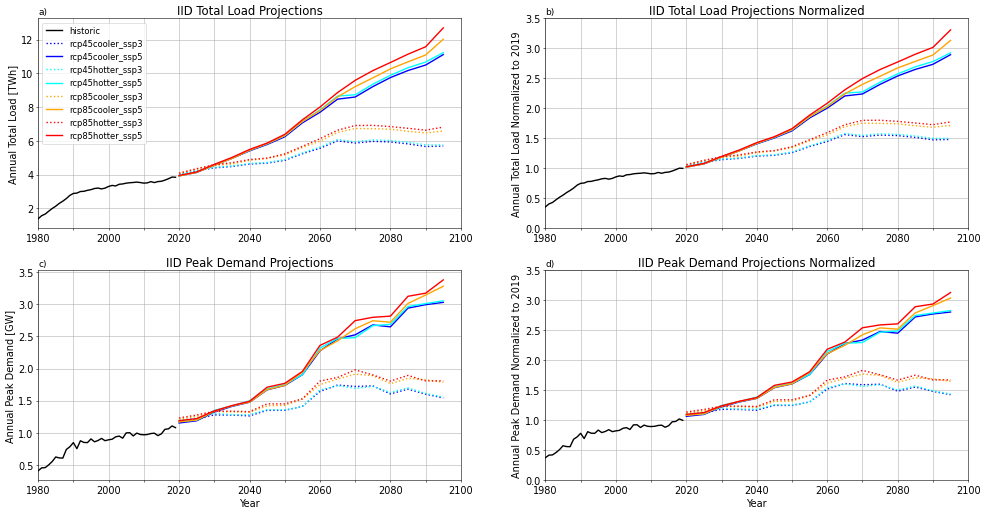 a)
IID Total Load Projections
Annual Total Load [TWh]
12
10
8
6
4
2
historic
rcp45cooler_ssp3
rcp45cooler_ssp5
rcp45hotter_ssp3
rcp45hotter_ssp5
rcp85cooler_ssp3
rcp85cooler_ssp5
rcp85hotter_ssp3
rcp85hotter_ssp5
1980 2000 2020 2040 2060 2080 2100
b)
IID Total Load Projections Normalized
Annual Total Load Normalized to 2019
3.5
3.0
2.5
2.0
1.5
1.0
0.5
0.0
1980 2000 2020 2040 2060 2080 2100
c)
IID Peak Demand Projections
Annual Peak Demand [GW]
3.5
3.0
2.5
2.0
1.5
1.0
0.5
1980 2000 2020 2040 2060 2080 2100
Year
d)
IID Peak Demand Projections Normalized
Annual Peak Demand Normalized to 2019
3.5
3.0
2.5
2.0
1.5
1.0
0.5
0.0
1980 2000 2020 2040 2060 2080 2100
Year